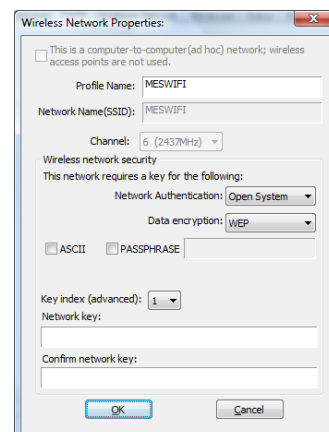 Wireless Network Properties:
This is a computer-to-computer(ad hoc) network; wireless
access points are not used.
Profile Name: MESWIFI
Network Name(SSID): MESWIFI
Channel: 6 (2437MHz)
Wireless network security
This network requires a key for the following:
Network Authentication: Open System
Data encryption: WEP
ASCII PASSPHRASE
Key index (advanced): 1
Network key:
Confirm network key:
OK Cancel